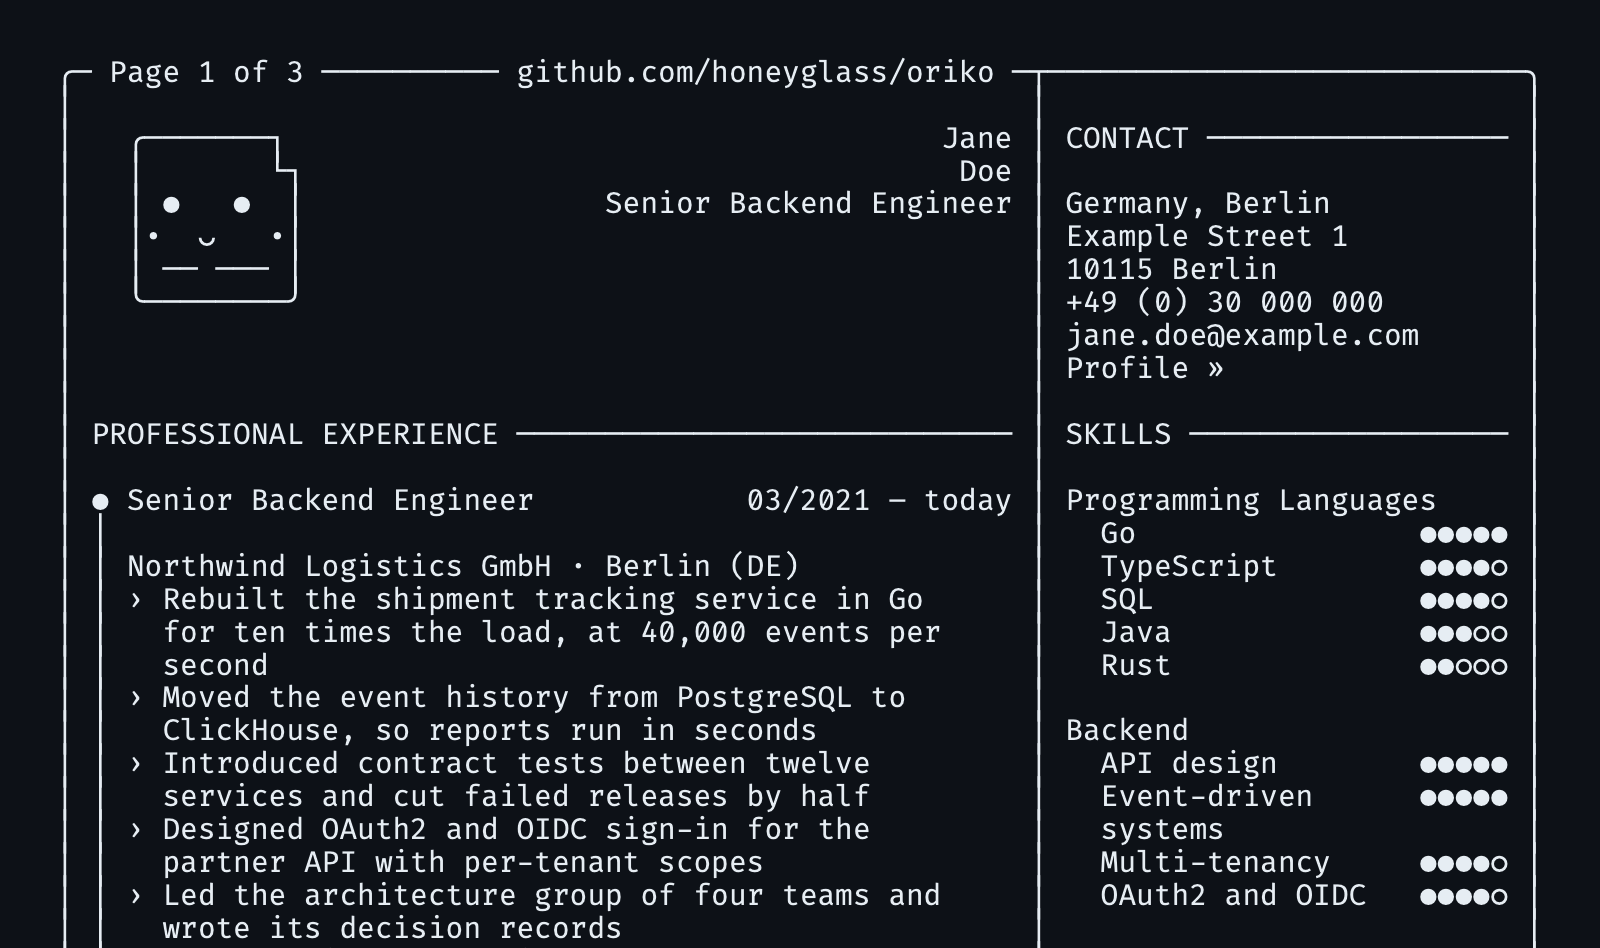 Page 1 of 3
github.com/honeyglass/oriko
Jane
Doe
Senior Backend Engineer
PROFESSIONAL EXPERIENCE
Senior Backend Engineer 03/2021 – today
Northwind Logistics GmbH · Berlin (DE)
› Rebuilt the shipment tracking service in Go
for ten times the load, at 40,000 events per
second
› Moved the event history from PostgreSQL to
ClickHouse, so reports run in seconds
› Introduced contract tests between twelve
services and cut failed releases by half
› Designed OAuth2 and OIDC sign-in for the
partner API with per-tenant scopes
› Led the architecture group of four teams and
wrote its decision records
CONTACT
Germany, Berlin
Example Street 1
10115 Berlin
+49 (0) 30 000 000
jane.doe@example.com
Profile »
SKILLS
Programming Languages
Go ●●●●●
TypeScript ●●●●○
SQL ●●●●○
Java ●●●○○
Rust ●●○○○
Backend
API design ●●●●●
Event-driven ●●●●●
systems
Multi-tenancy ●●●●○
OAuth2 and OIDC ●●●●○